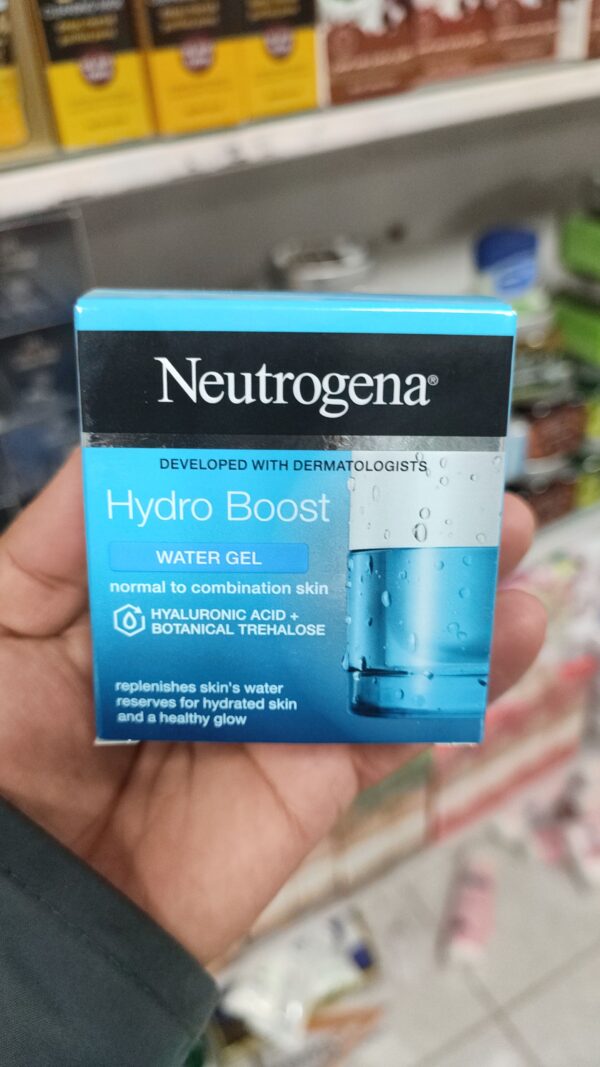 Neutrogena®
DEVELOPED WITH DERMATOLOGISTS
Hydro Boost
WATER GEL
normal to combination skin
HYALURONIC ACID +
BOTANICAL TREHALOSE
replenishes skin's water
reserves for hydrated skin
and a healthy glow